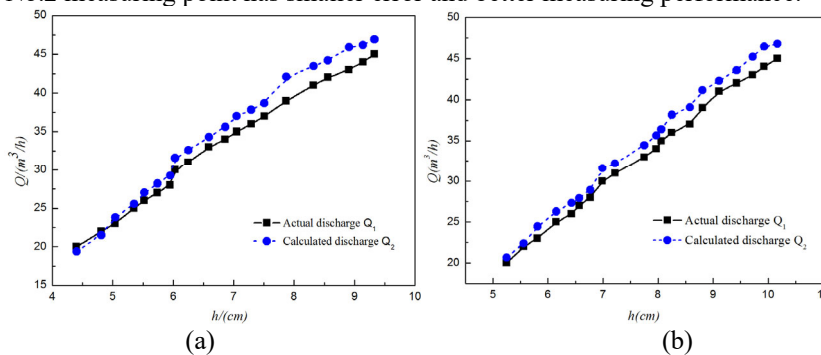 No.2 measuring point has smaller error and better measuring performance.
50
45
40
35
30
25
20
15
4
5
6
7
8
9
10
Q/(m³/h)
h/(cm)
Actual discharge Q₁
Calculated discharge Q₂
(a)
50
45
40
35
30
25
20
5
6
7
8
9
10
Q(m³/h)
h(cm)
Actual discharge Q₁
Calculated discharge Q₂
(b)